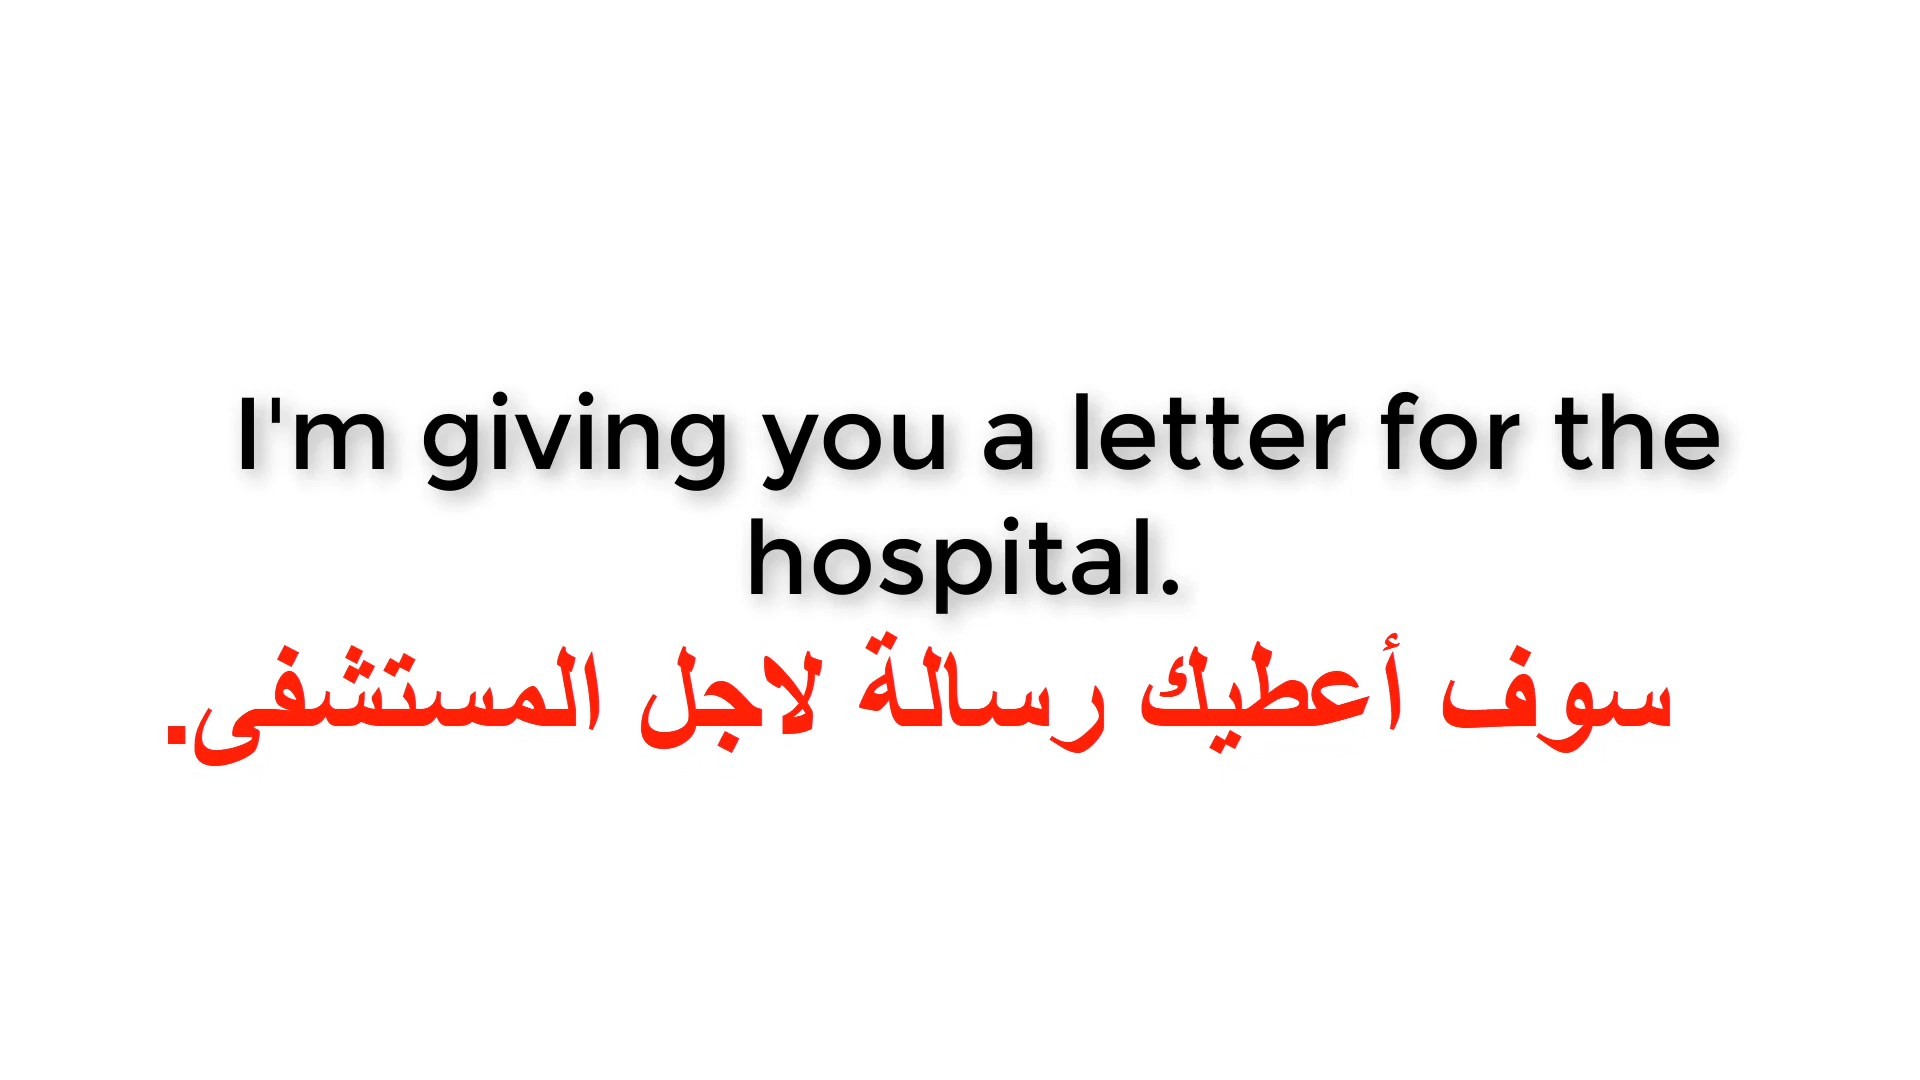 I'm giving you a letter for the
hospital.
سوف أعطيك رسالة لاجل المستشفى.